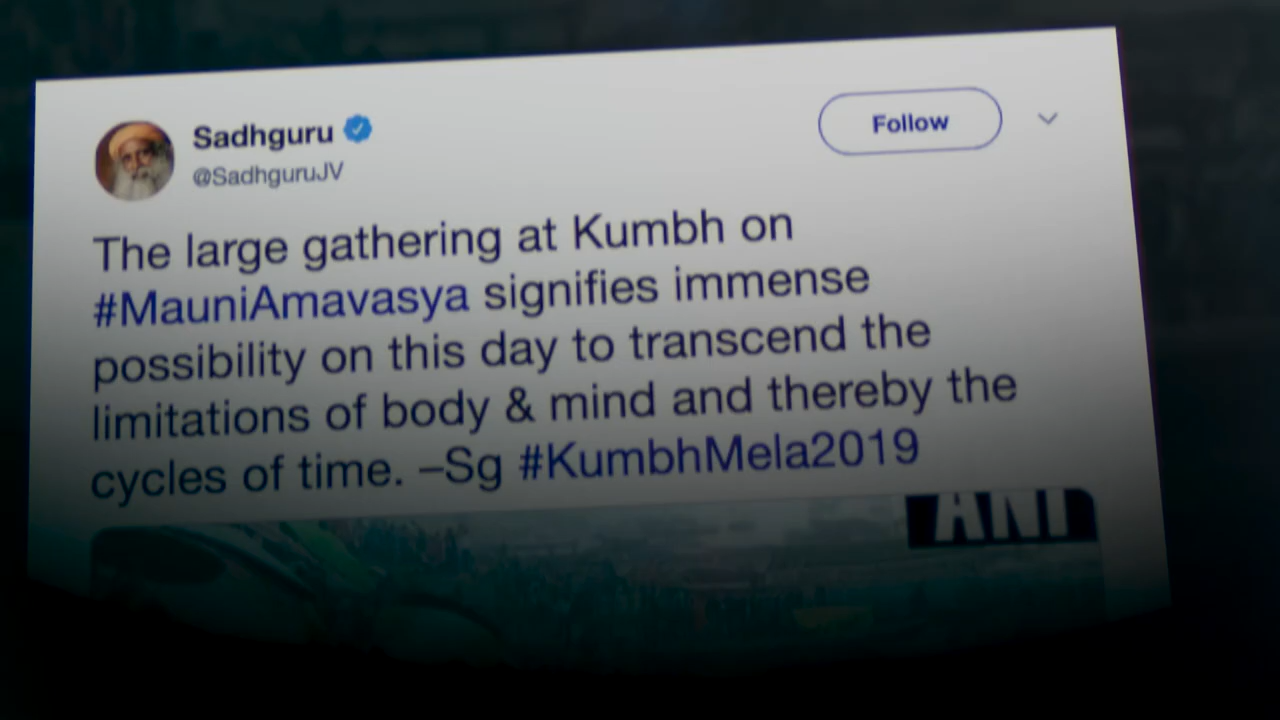 Sadhguru
@SadhguruJV
Follow
The large gathering at Kumbh on
#MauniAmavasya signifies immense
possibility on this day to transcend the
limitations of body & mind and thereby the
cycles of time. –Sg #KumbhMela2019
ANI